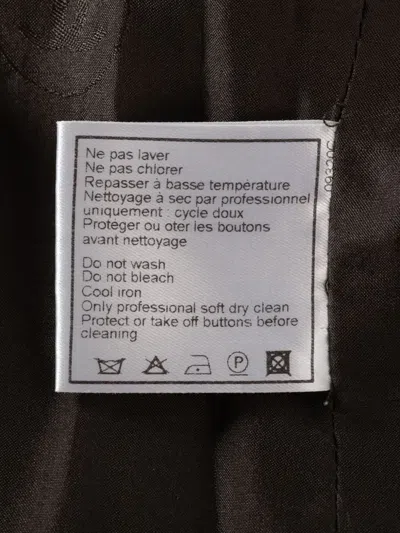 Ne pas laver
Ne pas chlorer
Repasser à basse température
Nettoyage à sec par professionnel
uniquement : cycle doux
Protéger ou oter les boutons
avant nettoyage
Do not wash
Do not bleach
Cool iron
Only professional soft dry clean
Protect or take off buttons before
cleaning
P